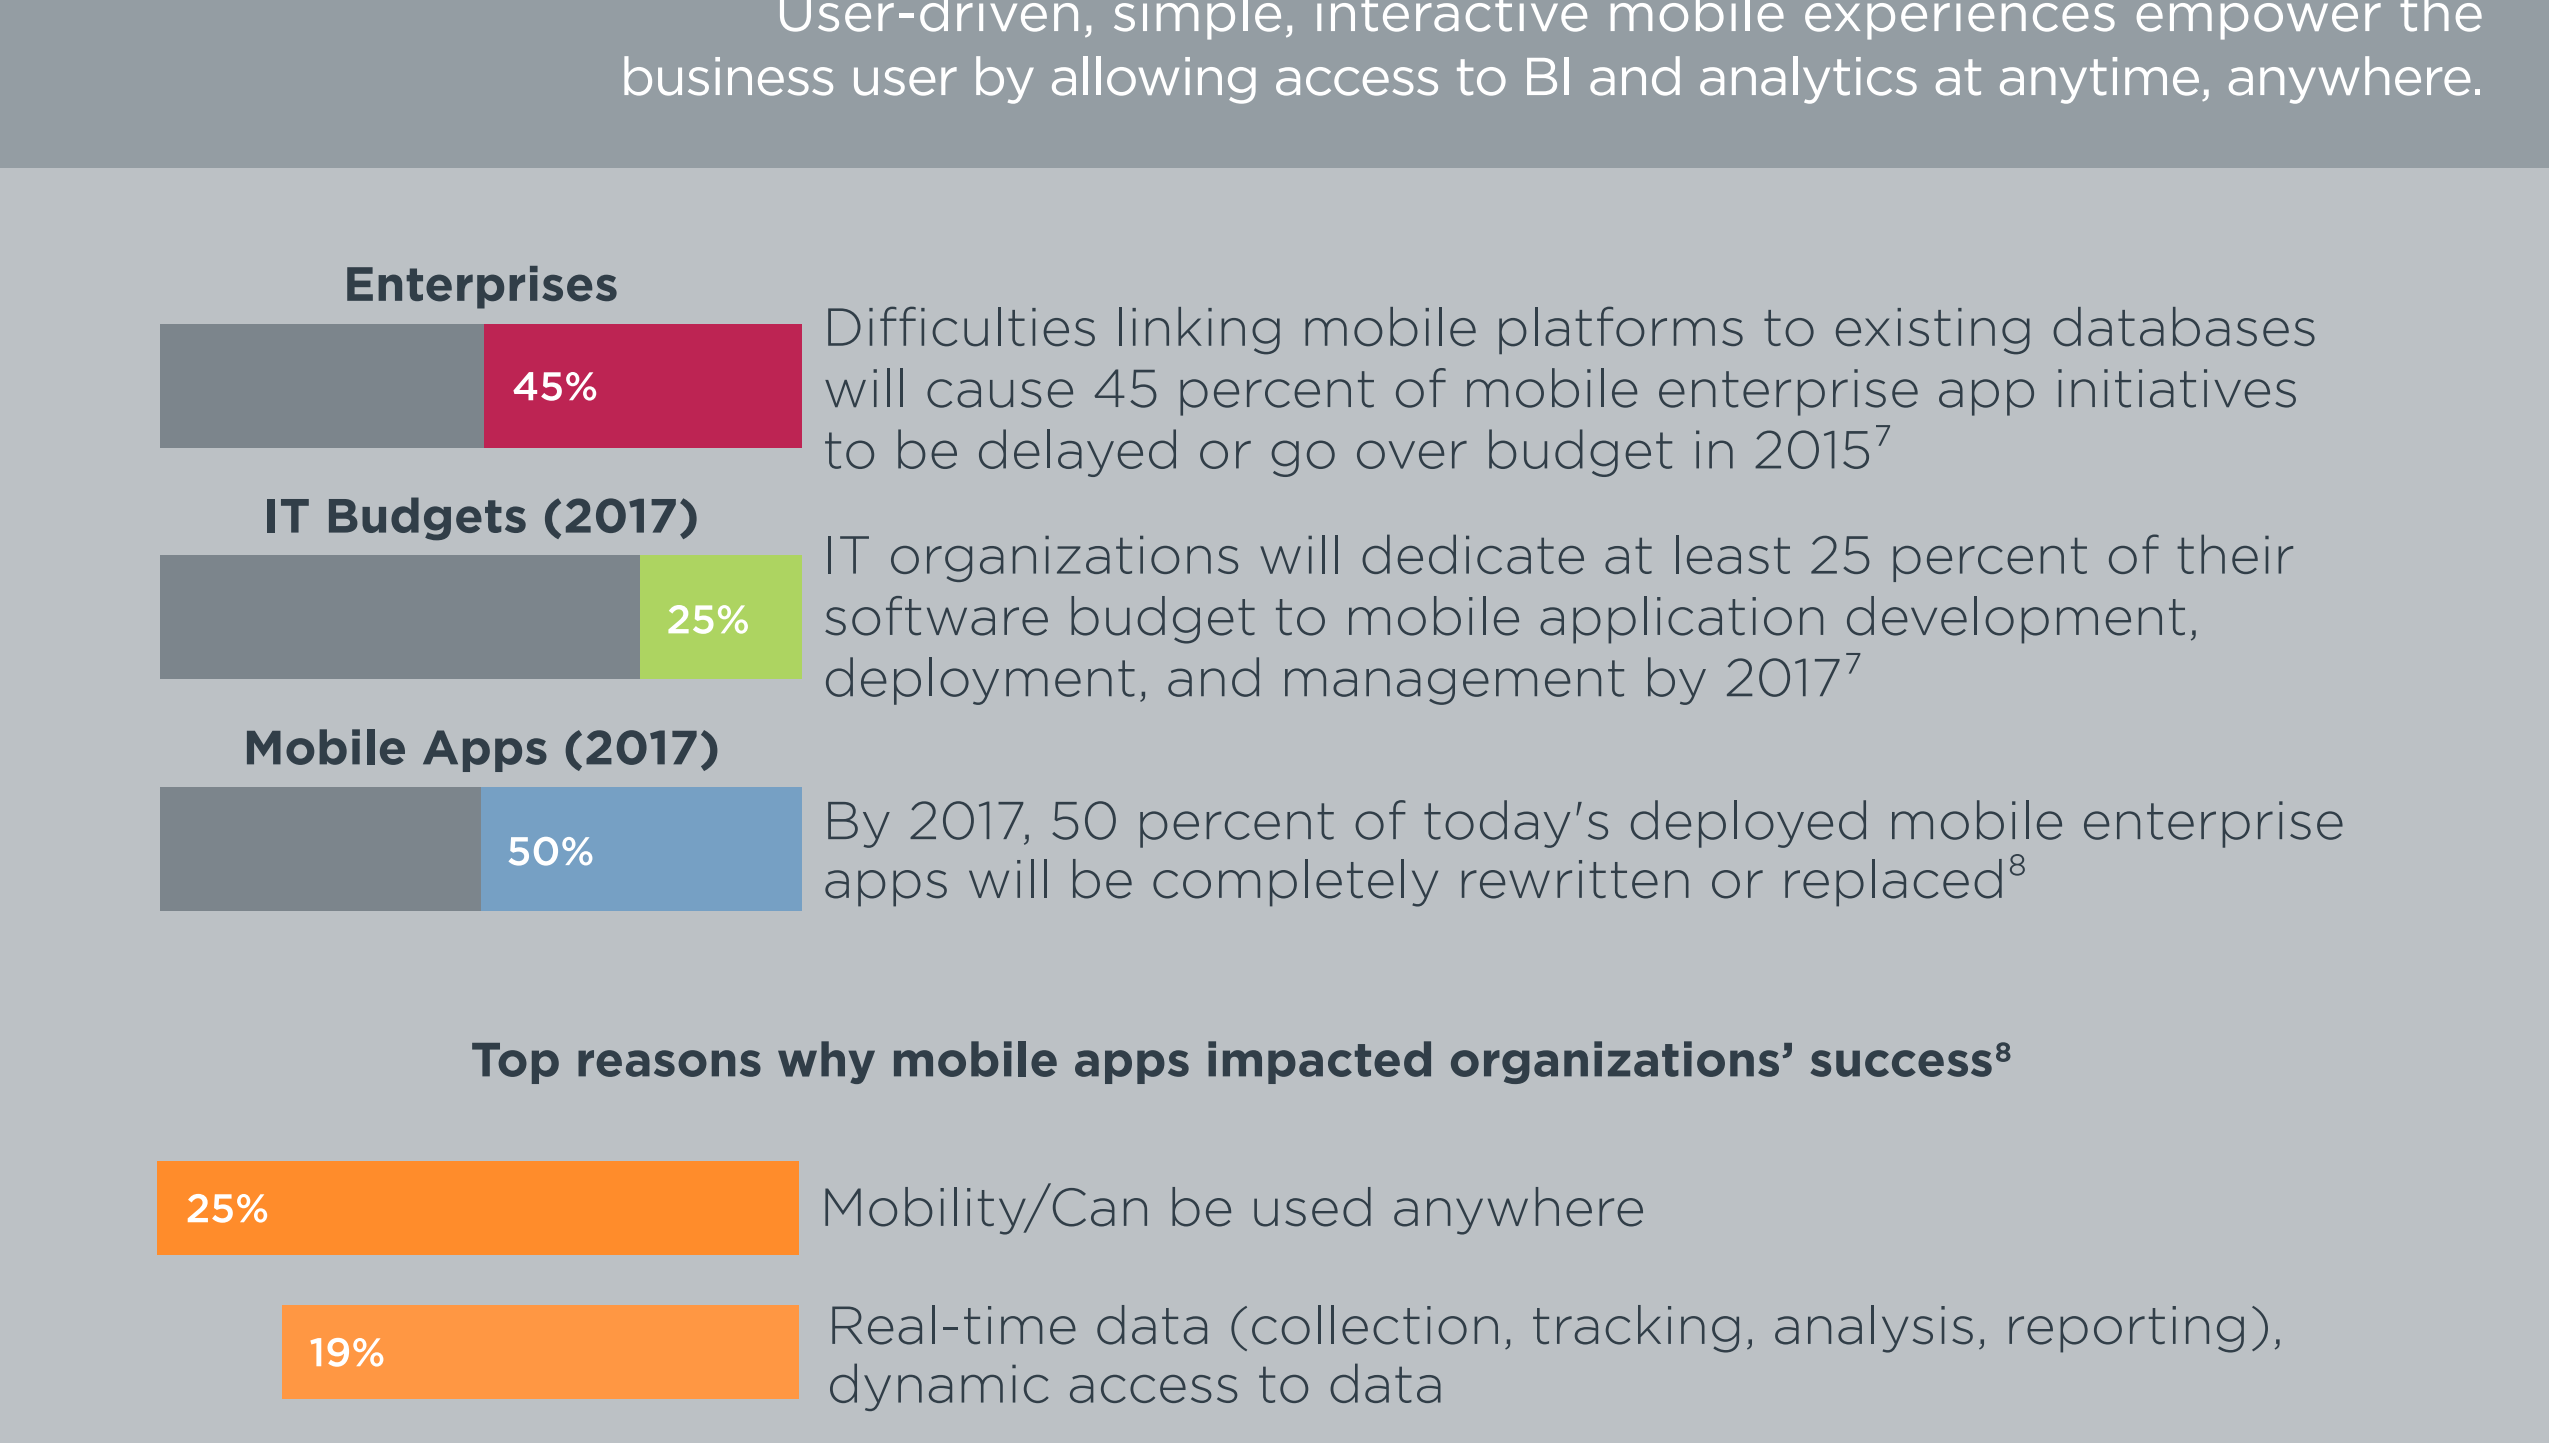 User-driven, simple, interactive mobile experiences empower the
business user by allowing access to BI and analytics at anytime, anywhere.
Enterprises
45%
Difficulties linking mobile platforms to existing databases
will cause 45 percent of mobile enterprise app initiatives
to be delayed or go over budget in 2015⁷
IT Budgets (2017)
25%
IT organizations will dedicate at least 25 percent of their
software budget to mobile application development,
deployment, and management by 2017⁷
Mobile Apps (2017)
50%
By 2017, 50 percent of today's deployed mobile enterprise
apps will be completely rewritten or replaced⁸
Top reasons why mobile apps impacted organizations’ success⁸
25%
Mobility/Can be used anywhere
19%
Real-time data (collection, tracking, analysis, reporting),
dynamic access to data